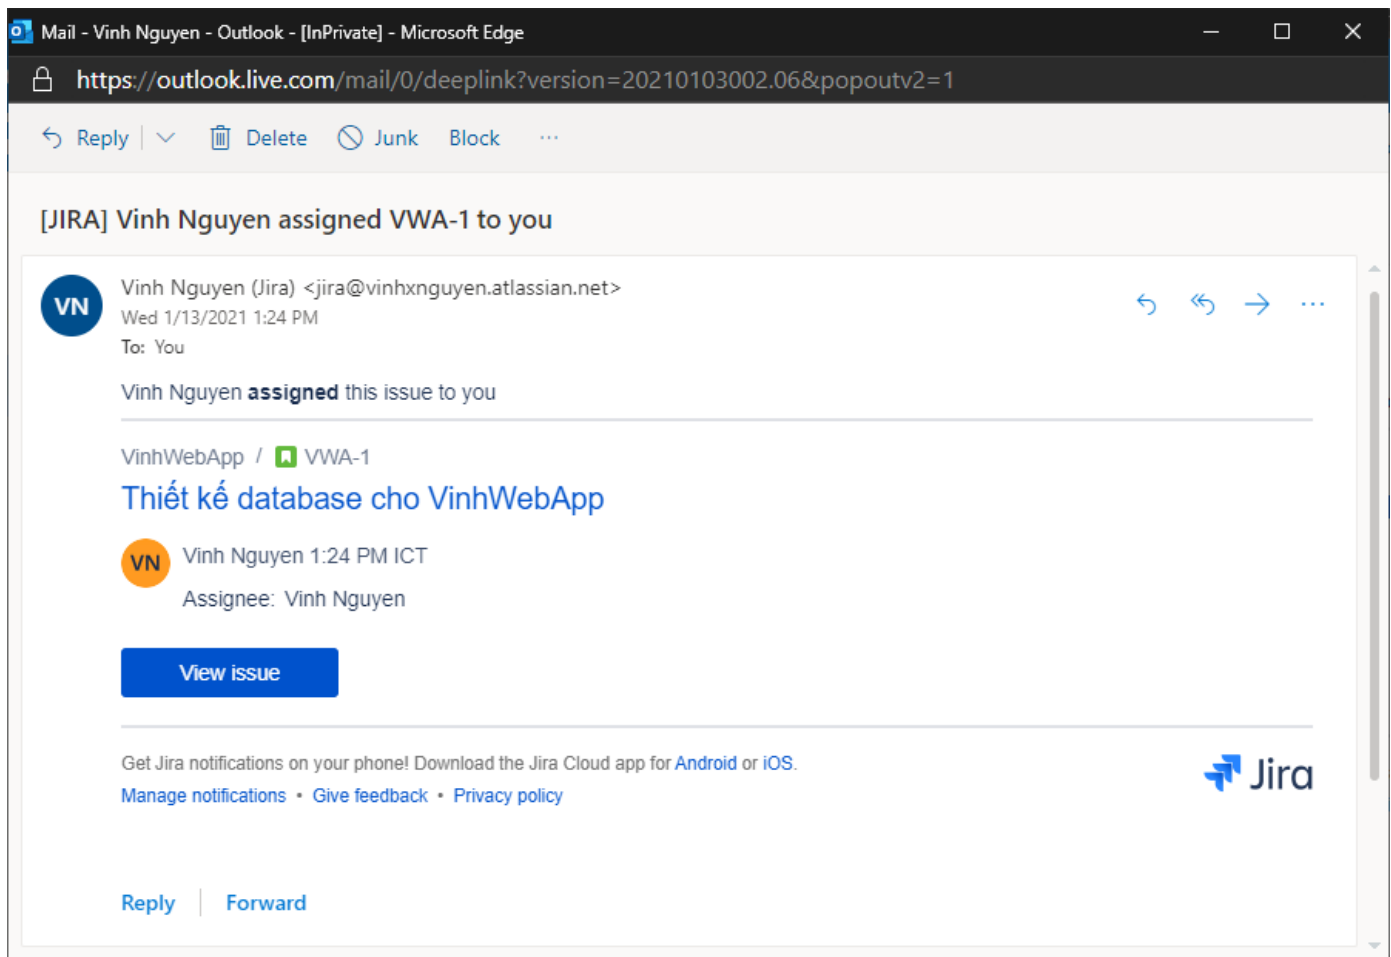 Mail - Vinh Nguyen - Outlook - [InPrivate] - Microsoft Edge
https://outlook.live.com/mail/0/deeplink?version=20210103002.06&popoutv2=1
Reply Delete Junk Block ...
[JIRA] Vinh Nguyen assigned VWA-1 to you
VN
Vinh Nguyen (Jira) <jira@vinhxnguyen.atlassian.net>
Wed 1/13/2021 1:24 PM
To: You
Vinh Nguyen assigned this issue to you
VinhWebApp / VWA-1
Thiết kế database cho VinhWebApp
VN Vinh Nguyen 1:24 PM ICT
Assignee: Vinh Nguyen
View issue
Get Jira notifications on your phone! Download the Jira Cloud app for Android or iOS.
Manage notifications • Give feedback • Privacy policy
Jira
Reply Forward